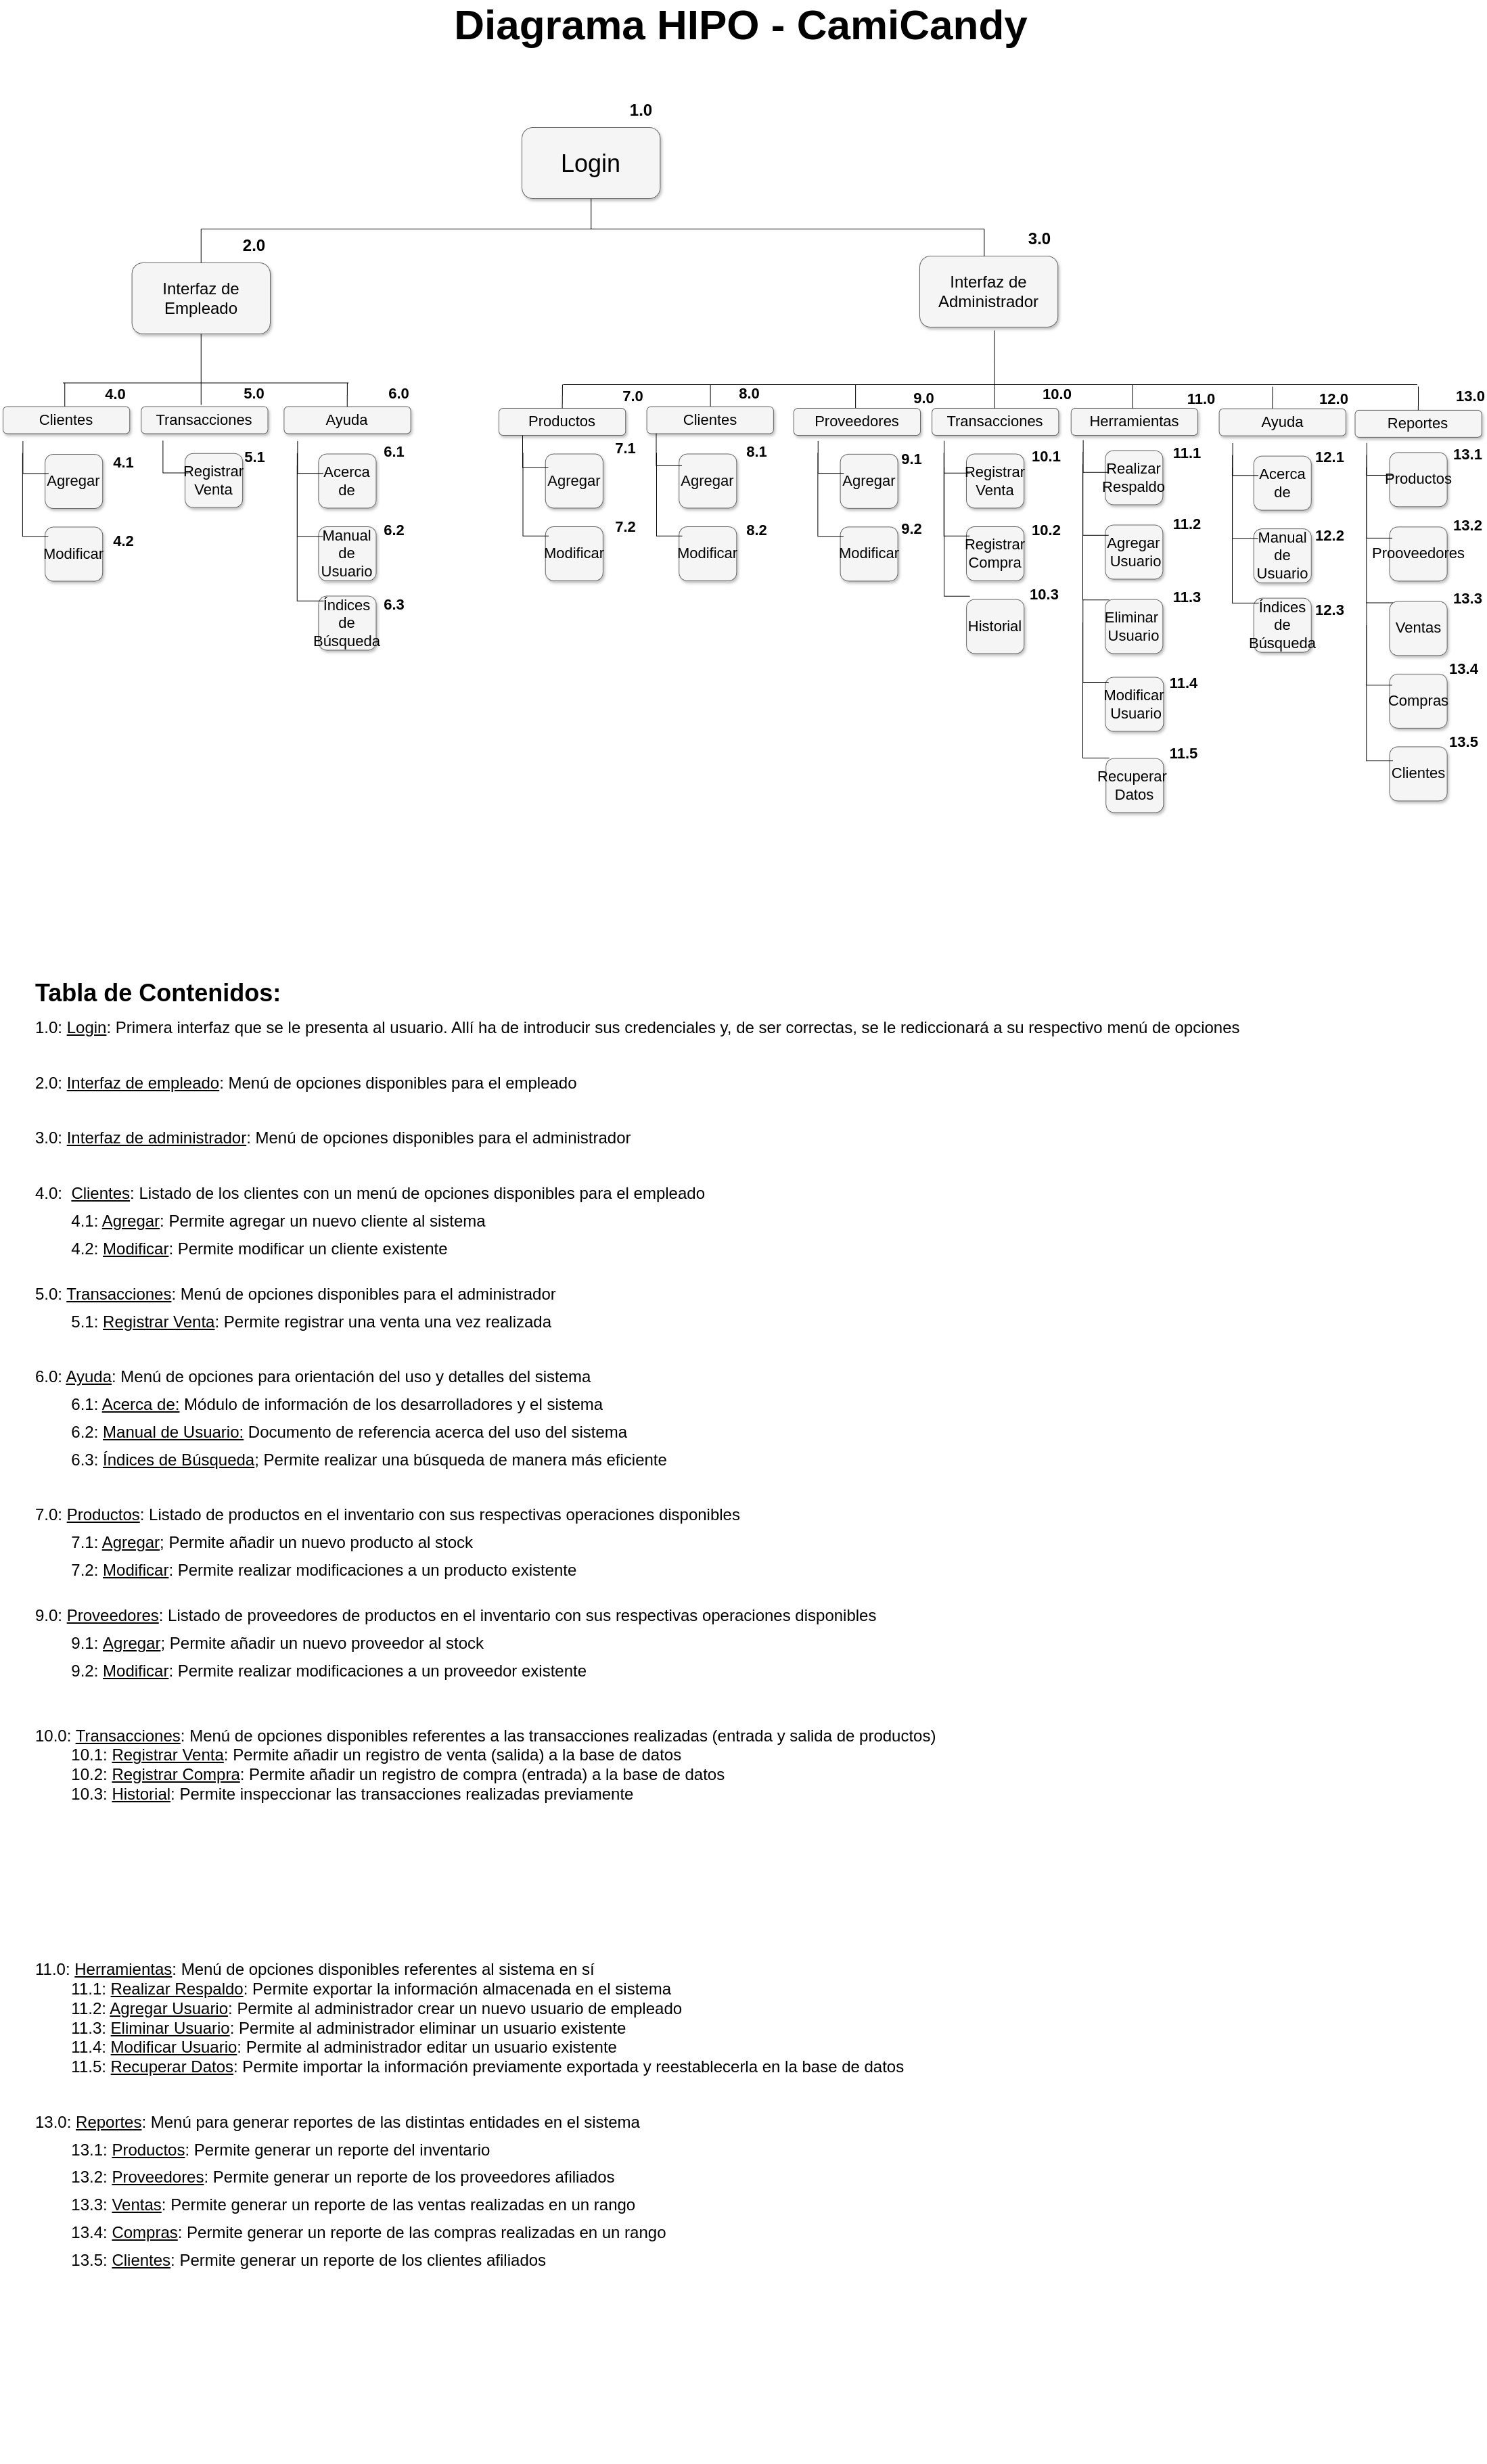 Diagrama HIPO - CamiCandy
1.0
Login
2.0
Interfaz de
Empleado
3.0
Interfaz de
Administrador
4.0
Clientes
4.1
Agregar
4.2
Modificar
5.0
Transacciones
5.1
Registrar
Venta
6.0
Ayuda
6.1
Acerca
de
6.2
Manual
de
Usuario
6.3
Índices
de
Búsqueda
7.0
Productos
7.1
Agregar
7.2
Modificar
8.0
Clientes
8.1
Agregar
8.2
Modificar
9.0
Proveedores
9.1
Agregar
9.2
Modificar
10.0
Transacciones
10.1
Registrar
Venta
10.2
Registrar
Compra
10.3
Historial
11.0
Herramientas
11.1
Realizar
Respaldo
11.2
Agregar
Usuario
11.3
Eliminar
Usuario
11.4
Modificar
Usuario
11.5
Recuperar
Datos
12.0
Ayuda
12.1
Acerca
de
12.2
Manual
de
Usuario
12.3
Índices
de
Búsqueda
13.0
Reportes
13.1
Productos
13.2
Prooveedores
13.3
Ventas
13.4
Compras
13.5
Clientes
Tabla de Contenidos:
1.0: Login: Primera interfaz que se le presenta al usuario. Allí ha de introducir sus credenciales y, de ser correctas, se le rediccionará a su respectivo menú de opciones
2.0: Interfaz de empleado: Menú de opciones disponibles para el empleado
3.0: Interfaz de administrador: Menú de opciones disponibles para el administrador
4.0: Clientes: Listado de los clientes con un menú de opciones disponibles para el empleado
4.1: Agregar: Permite agregar un nuevo cliente al sistema
4.2: Modificar: Permite modificar un cliente existente
5.0: Transacciones: Menú de opciones disponibles para el administrador
5.1: Registrar Venta: Permite registrar una venta una vez realizada
6.0: Ayuda: Menú de opciones para orientación del uso y detalles del sistema
6.1: Acerca de: Módulo de información de los desarrolladores y el sistema
6.2: Manual de Usuario: Documento de referencia acerca del uso del sistema
6.3: Índices de Búsqueda; Permite realizar una búsqueda de manera más eficiente
7.0: Productos: Listado de productos en el inventario con sus respectivas operaciones disponibles
7.1: Agregar; Permite añadir un nuevo producto al stock
7.2: Modificar: Permite realizar modificaciones a un producto existente
9.0: Proveedores: Listado de proveedores de productos en el inventario con sus respectivas operaciones disponibles
9.1: Agregar; Permite añadir un nuevo proveedor al stock
9.2: Modificar: Permite realizar modificaciones a un proveedor existente
10.0: Transacciones: Menú de opciones disponibles referentes a las transacciones realizadas (entrada y salida de productos)
10.1: Registrar Venta: Permite añadir un registro de venta (salida) a la base de datos
10.2: Registrar Compra: Permite añadir un registro de compra (entrada) a la base de datos
10.3: Historial: Permite inspeccionar las transacciones realizadas previamente
11.0: Herramientas: Menú de opciones disponibles referentes al sistema en sí
11.1: Realizar Respaldo: Permite exportar la información almacenada en el sistema
11.2: Agregar Usuario: Permite al administrador crear un nuevo usuario de empleado
11.3: Eliminar Usuario: Permite al administrador eliminar un usuario existente
11.4: Modificar Usuario: Permite al administrador editar un usuario existente
11.5: Recuperar Datos: Permite importar la información previamente exportada y reestablecerla en la base de datos
13.0: Reportes: Menú para generar reportes de las distintas entidades en el sistema
13.1: Productos: Permite generar un reporte del inventario
13.2: Proveedores: Permite generar un reporte de los proveedores afiliados
13.3: Ventas: Permite generar un reporte de las ventas realizadas en un rango
13.4: Compras: Permite generar un reporte de las compras realizadas en un rango
13.5: Clientes: Permite generar un reporte de los clientes afiliados